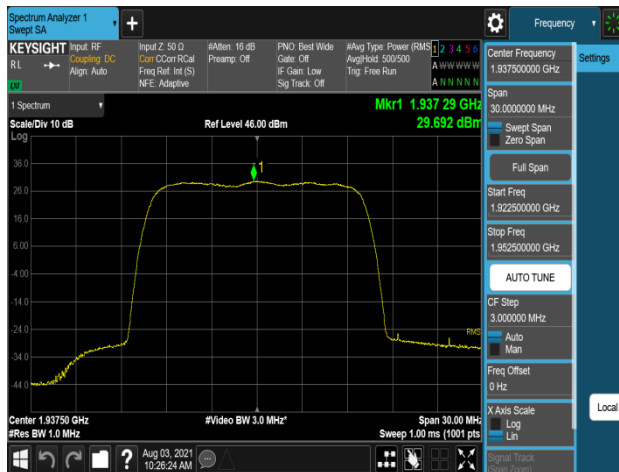 Spectrum Analyzer 1
Swept SA
+
Frequency
KEYSIGHT
RL
Input: RF
Coupling: DC
Align: Auto
Input Z: 50 Ω
Corr CCorr RCal
Freq Ref: Int (S)
NFE: Adaptive
#Atten: 16 dB
Preamp: Off
PNO: Best Wide
Gate: Off
IF Gain: Low
Sig Track: Off
#Avg Type: Power (RMS
Avg|Hold: 500/500
Trig: Free Run
1 2 3 4 5 6
A W W W W W
A N N N N N
1 Spectrum
Scale/Div 10 dB
Log
Ref Level 46.00 dBm
Mkr1 1.937 29 GHz
29.692 dBm
36.0
26.0
16.0
6.00
-4.00
-14.0
-24.0
-34.0
-44.0
1
RMS
Center 1.93750 GHz
#Res BW 1.0 MHz
#Video BW 3.0 MHz*
Span 30.00 MHz
Sweep 1.00 ms (1001 pts
?
Aug 03, 2021
10:26:24 AM
Center Frequency
1.937500000 GHz
Span
30.0000000 MHz
Swept Span
Zero Span
Full Span
Start Freq
1.922500000 GHz
Stop Freq
1.952500000 GHz
AUTO TUNE
CF Step
3.000000 MHz
Auto
Man
Freq Offset
0 Hz
X Axis Scale
Log
Lin
Signal Track
(Span Zoom)
Settings
Local